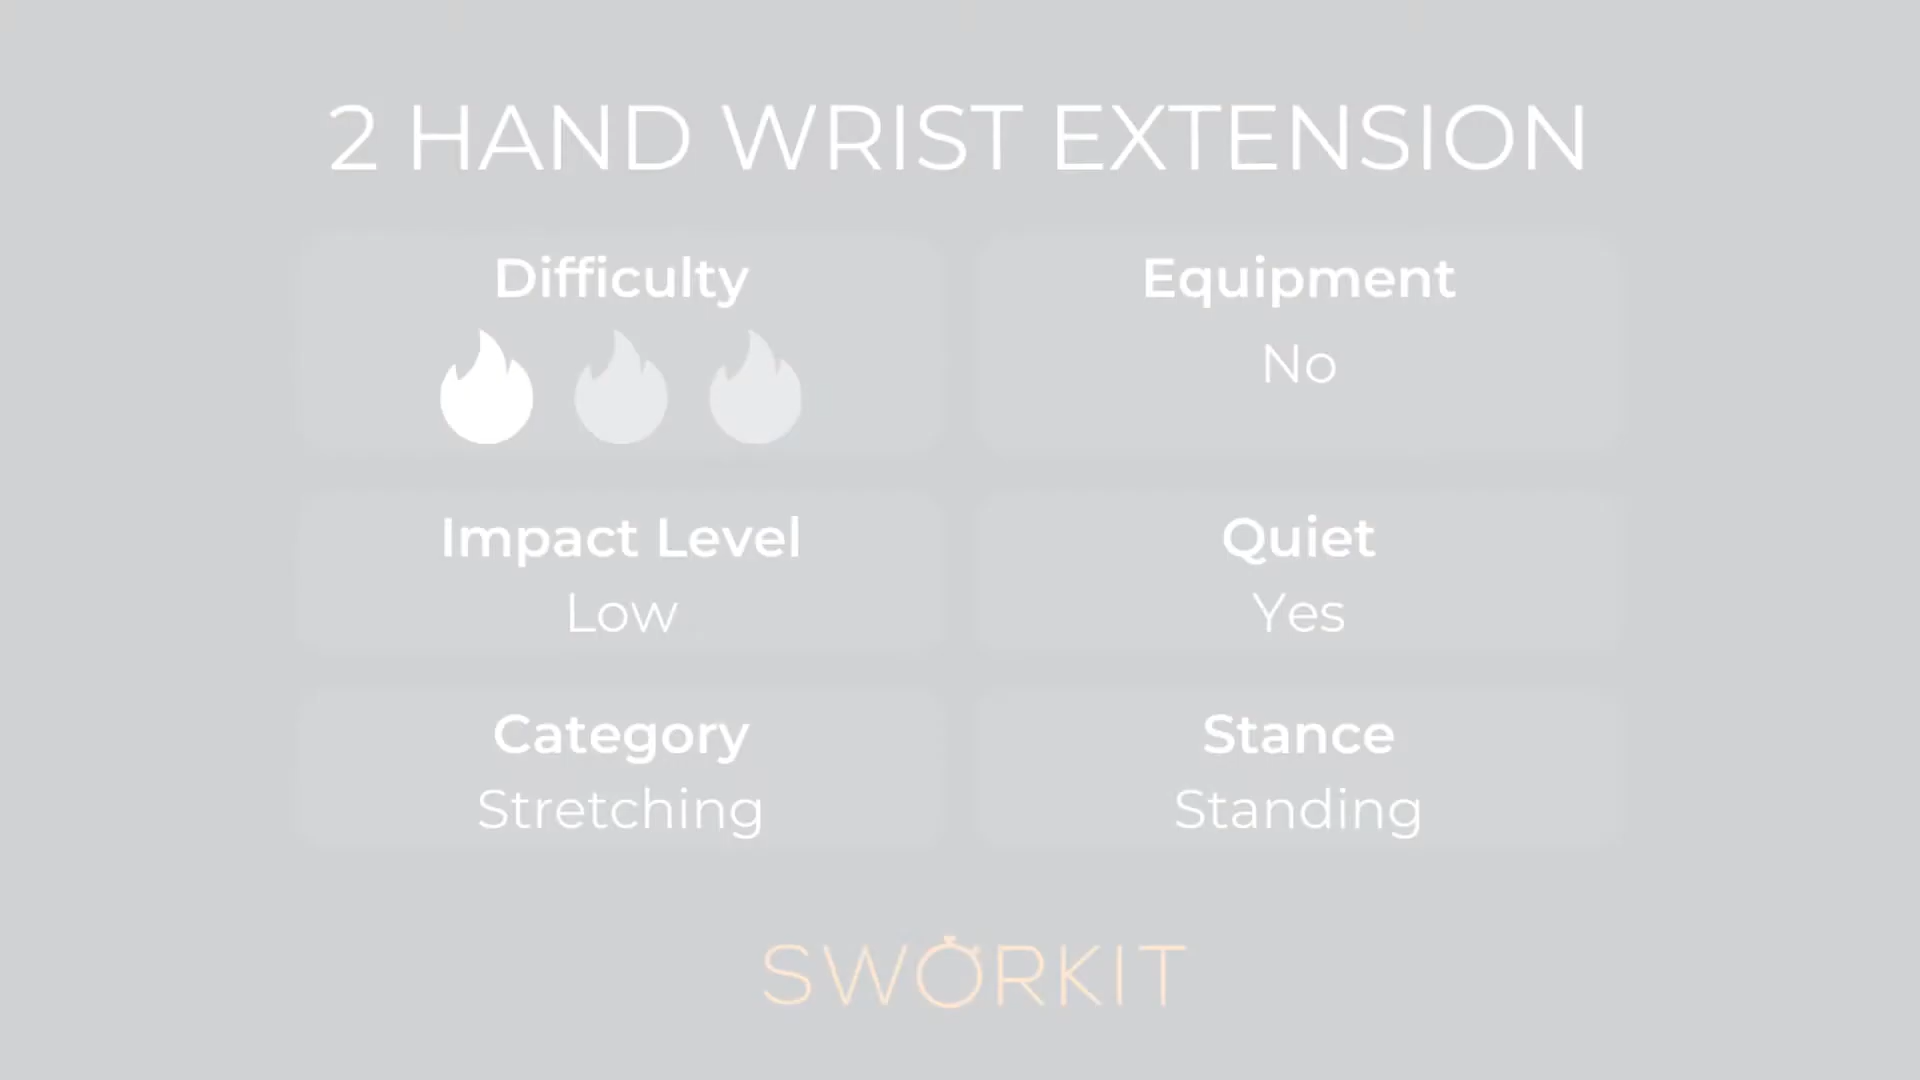 2 HAND WRIST EXTENSION
Difficulty
Equipment
No
Impact Level
Low
Quiet
Yes
Category
Stretching
Stance
Standing
SWORKIT